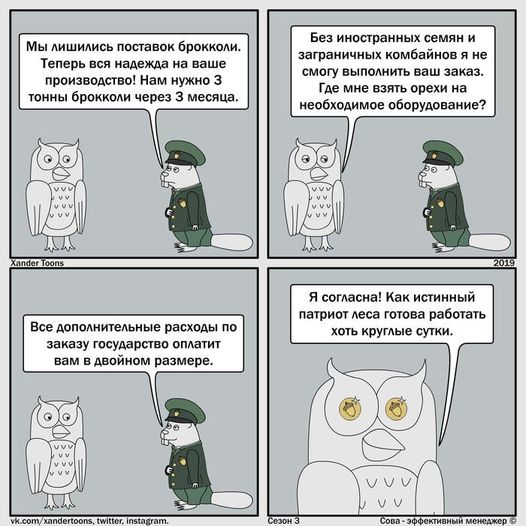 Мы лишились поставок брокколи.
Теперь вся надежда на ваше
производство! Нам нужно 3
тонны брокколи через 3 месяца.
Без иностранных семян и
заграничных комбайнов я не
смогу выполнить ваш заказ.
Где мне взять орехи на
необходимое оборудование?
Xander Toons
2019
Все дополнительные расходы по
заказу государство оплатит
вам в двойном размере.
Я согласна! Как истинный
патриот леса готова работать
хоть круглые сутки.
vk.com/xandertoons, twitter, instagram.
Сезон 3
Сова - эффективный менеджер ©